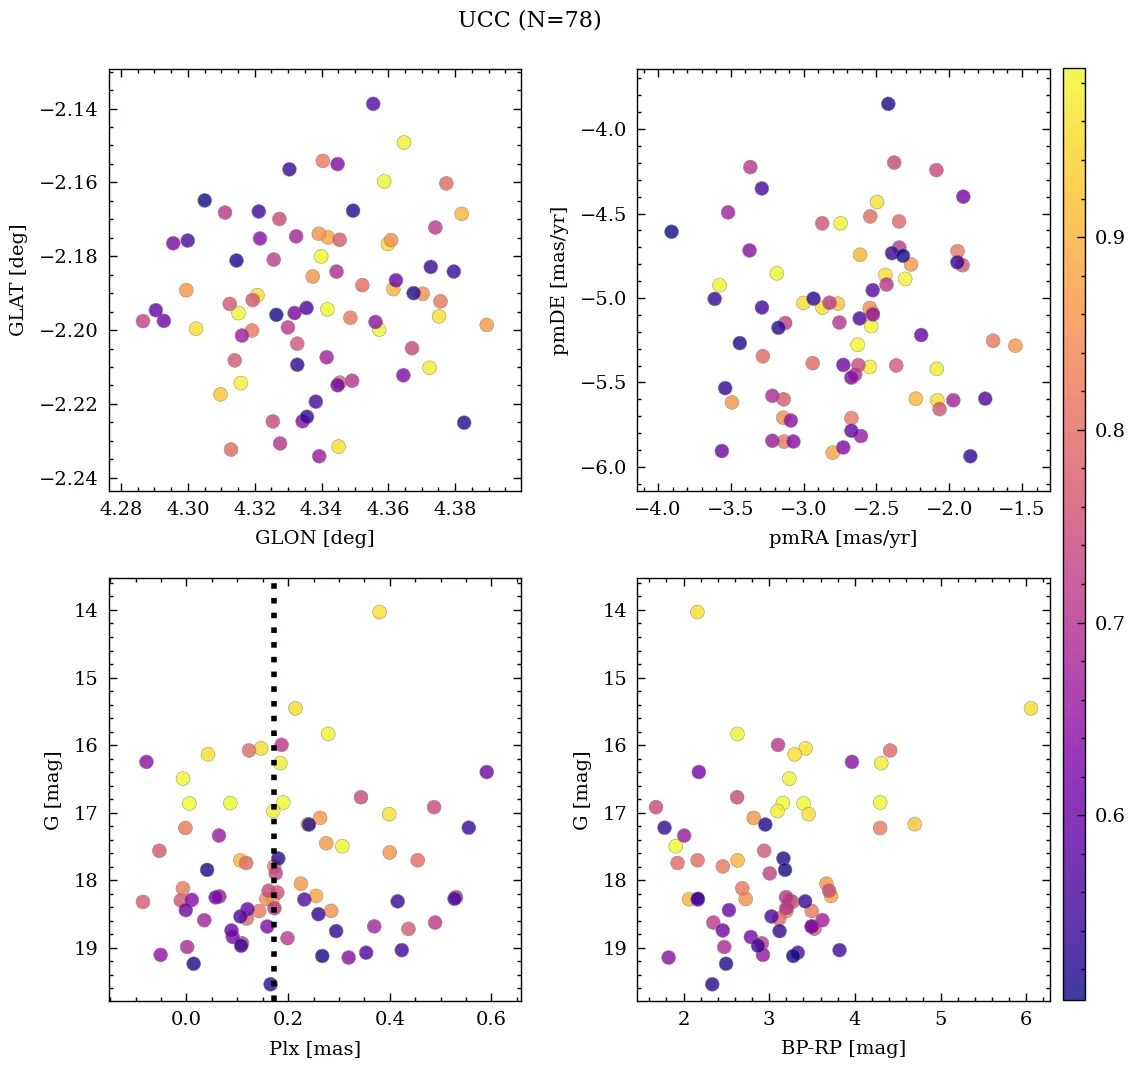 UCC (N=78)
−2.14
−2.16
−2.18
−2.20
−2.22
−2.24
GLAT [deg]
4.28 4.30 4.32 4.34 4.36 4.38
GLON [deg]
−4.0
−4.5
−5.0
−5.5
−6.0
pmDE [mas/yr]
−4.0 −3.5 −3.0 −2.5 −2.0 −1.5
pmRA [mas/yr]
0.9
0.8
0.7
0.6
14
15
16
17
18
19
G [mag]
0.0 0.2 0.4 0.6
Plx [mas]
14
15
16
17
18
19
G [mag]
2 3 4 5 6
BP-RP [mag]